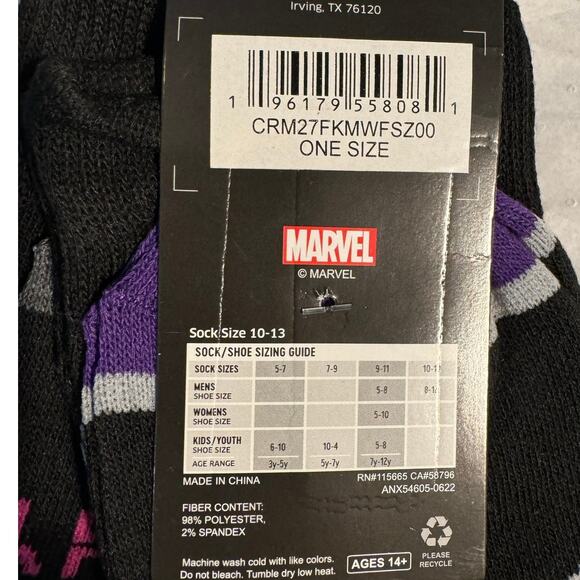 Irving, TX 76120
1 96179 55808 1
CRM27FKMWFSZ00
ONE SIZE
MARVEL
© MARVEL
Sock Size 10-13
SOCK/SHOE SIZING GUIDE
SOCK SIZES 5-7 7-9 9-11
MENS SHOE SIZE 5-8
WOMENS SHOE SIZE 5-10
KIDS/YOUTH SHOE SIZE 6-10 10-4 5-8
AGE RANGE 3y-5y 5y-7y 7y-12y
MADE IN CHINA
RN#115665 CA#58796
ANX54605-0622
FIBER CONTENT:
98% POLYESTER,
2% SPANDEX
PLEASE
RECYCLE
Machine wash cold with like colors.
Do not bleach. Tumble dry low heat.
AGES 14+